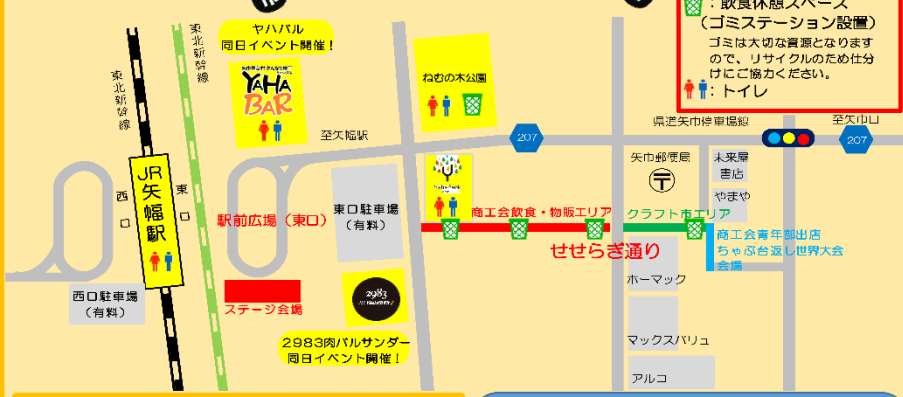 ：飲食休憩スペース
（ゴミステーション設置）
ゴミは大切な資源となります
ので、リサイクルのため仕分
けにご協力ください。
：トイレ
ヤハバル
同日イベント開催！
YAHA
BAR
東北新幹線
東北新幹線
JR矢幅駅
西口
東口
西口駐車場
（有料）
駅前広場（東口）
ステージ会場
東口駐車場
（有料）
2983
2983肉バルサンダー
同日イベント開催！
至矢幅駅
ねむの木公園
207
県道矢巾停車場線
至矢巾口
207
矢巾郵便局
〒
未来屋
書店
やまや
商工会飲食・物販エリア
クラフト市エリア
せせらぎ通り
商工会青年部出店
ちゃぶ台返し世界大会
会場
ホーマック
マックスバリュ
アルコ